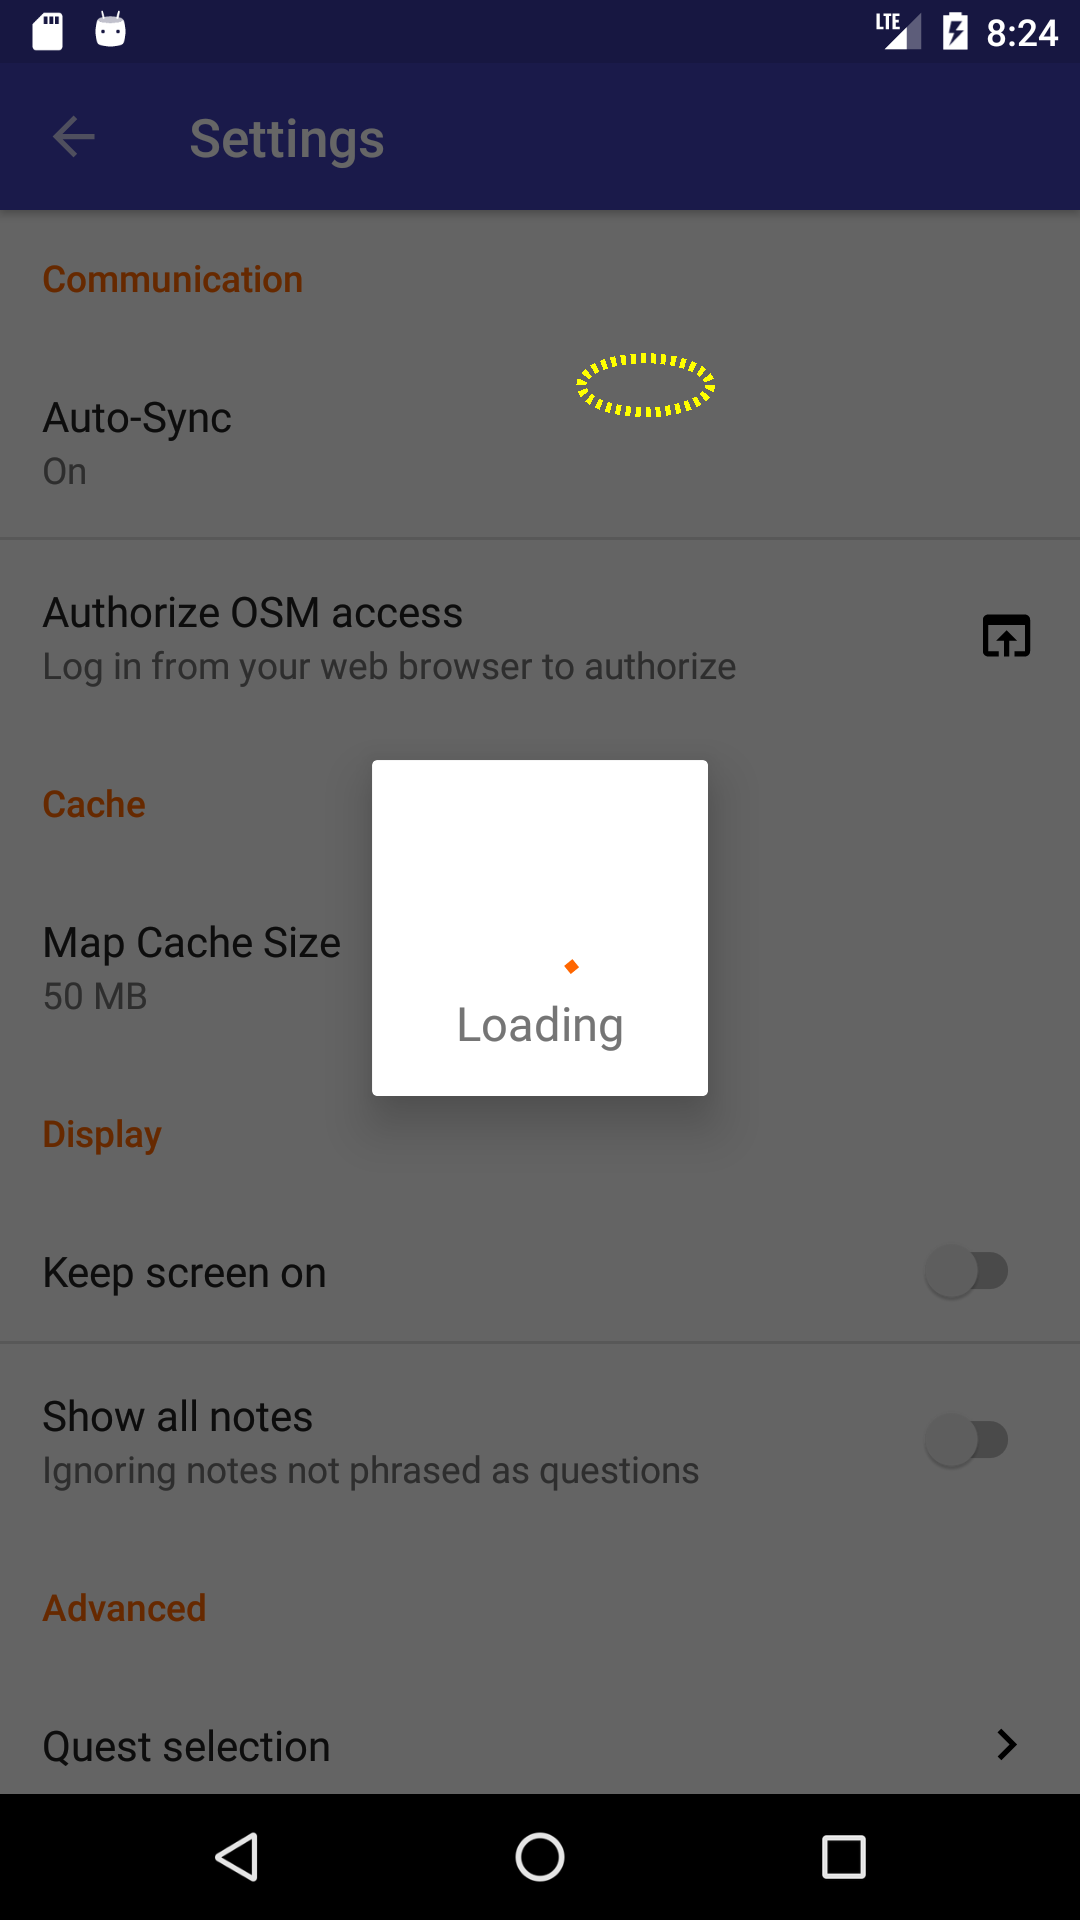 LTE 8:24
Settings
Communication
Auto-Sync
On
Authorize OSM access
Log in from your web browser to authorize
Cache
Map Cache Size
50 MB
Loading
Display
Keep screen on
Show all notes
Ignoring notes not phrased as questions
Advanced
Quest selection